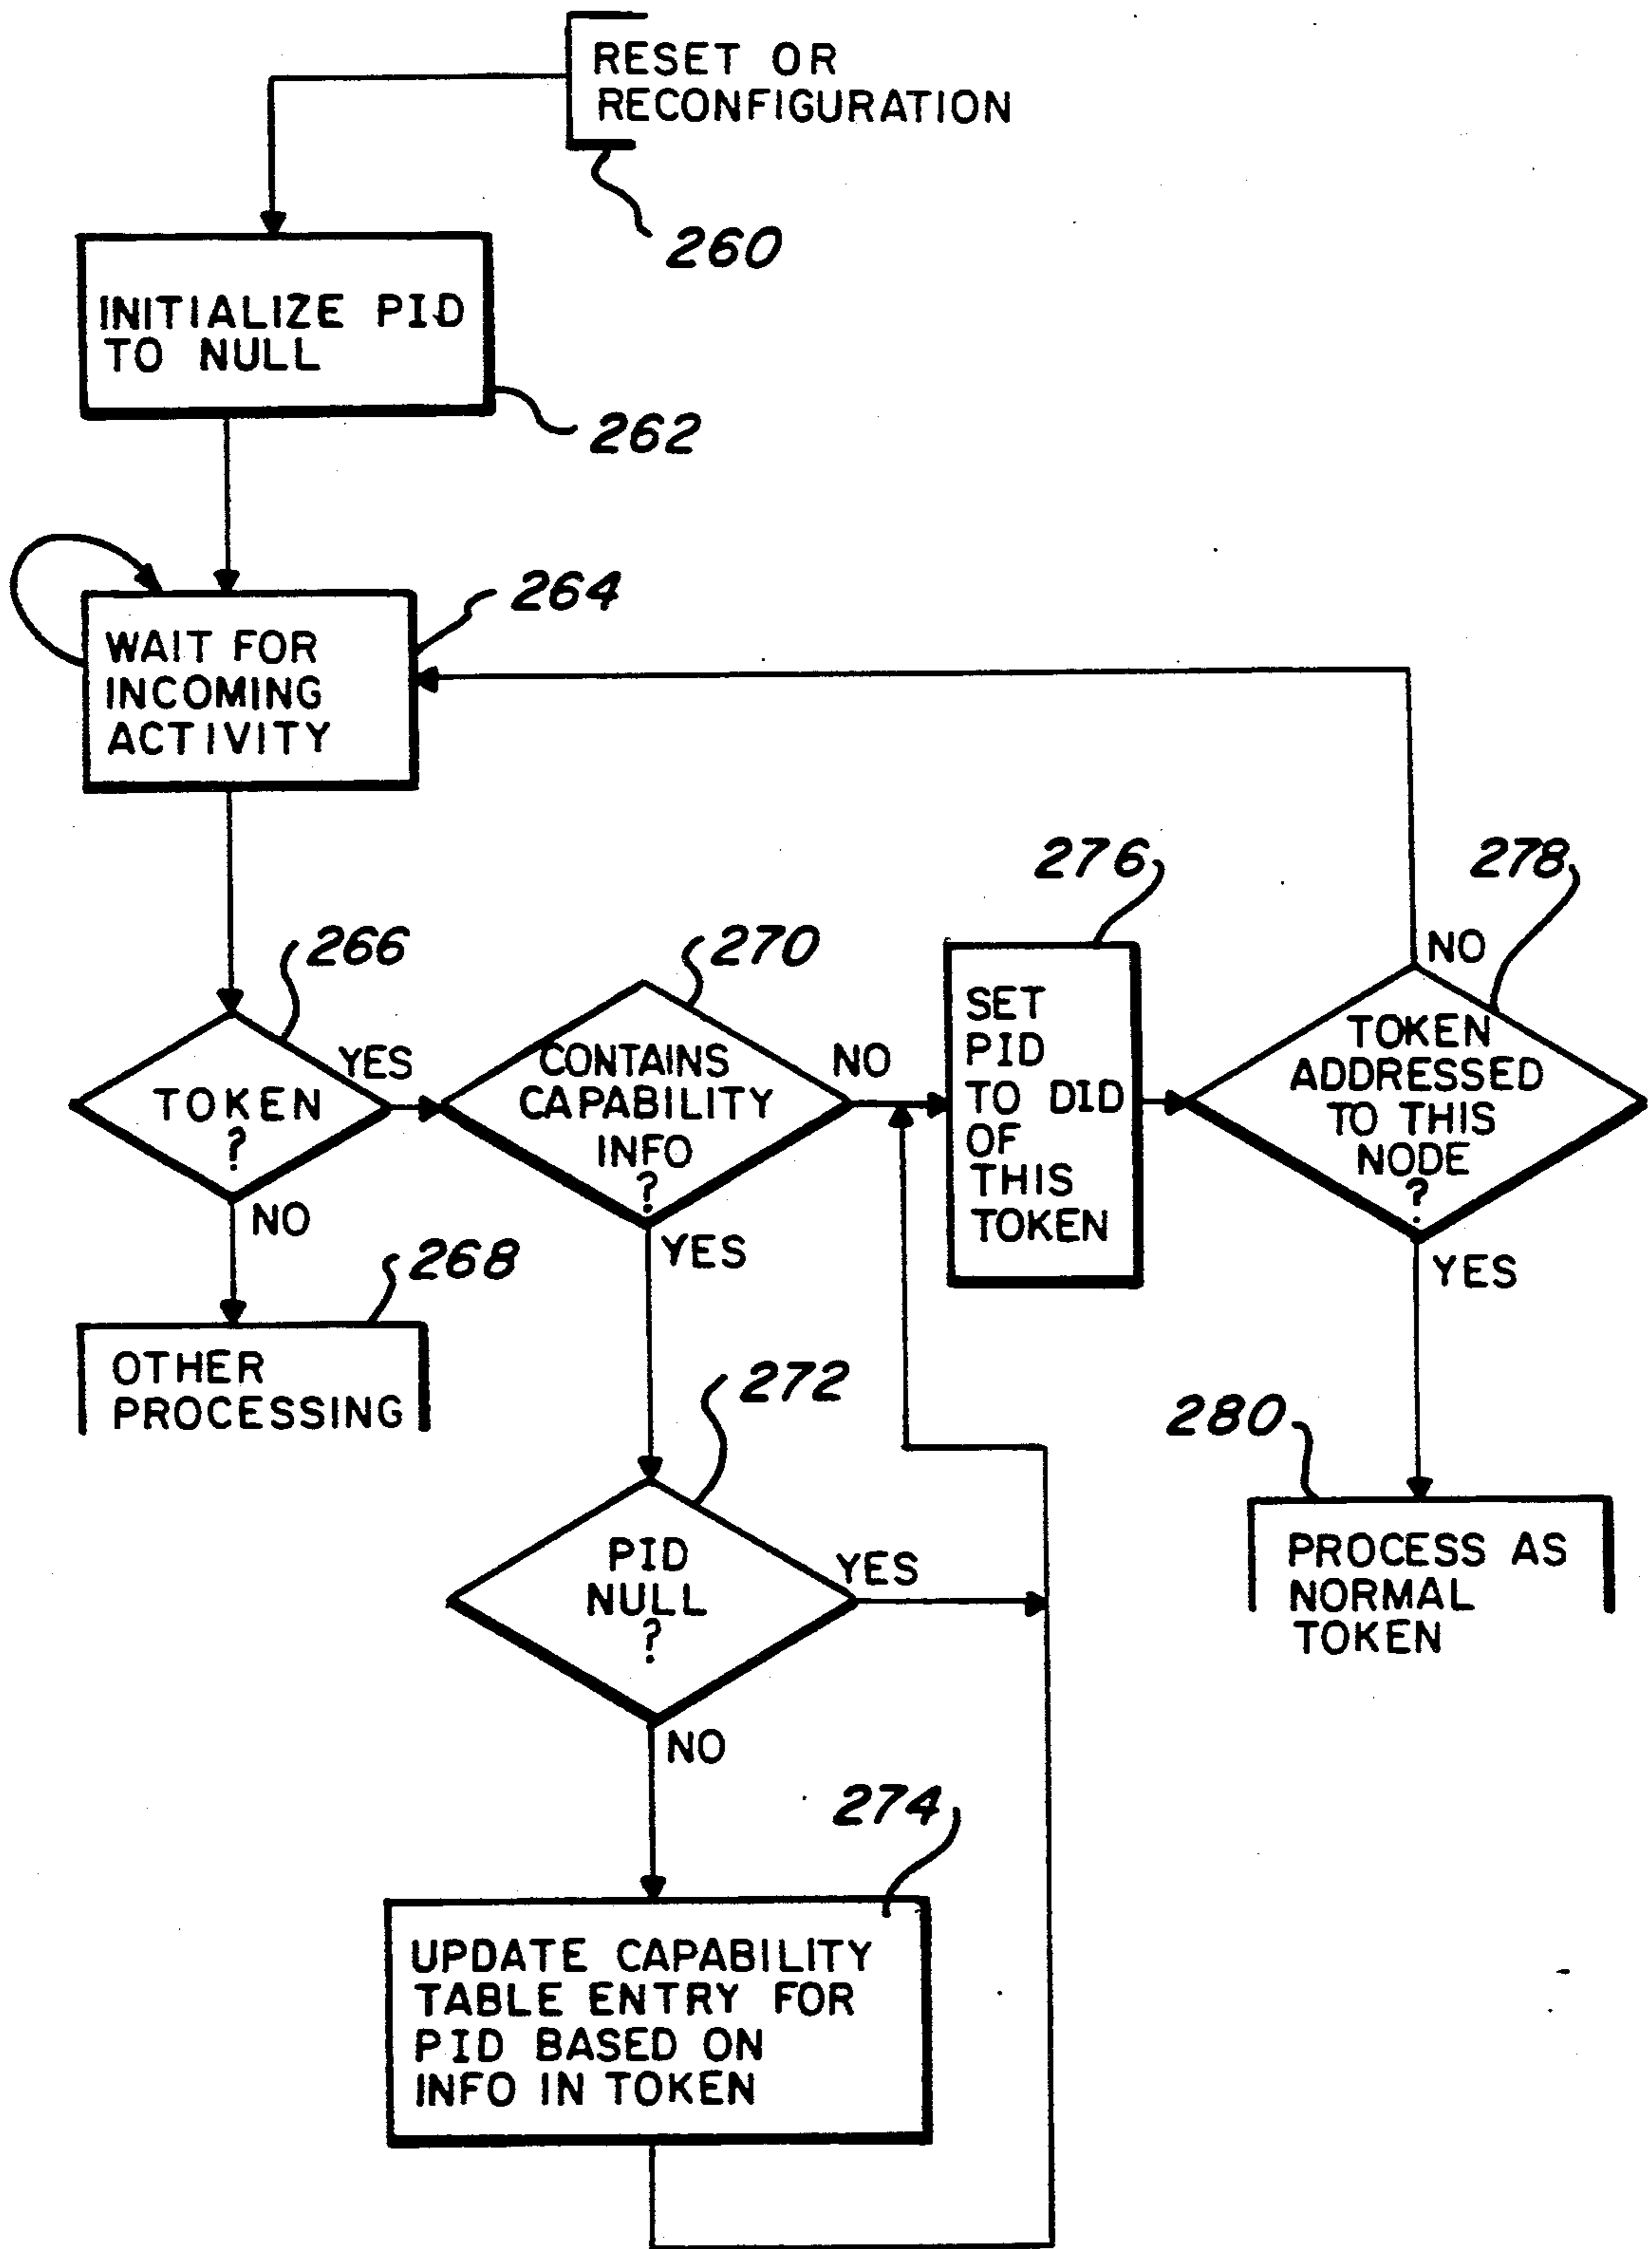 RESET OR
RECONFIGURATION
260
INITIALIZE PID
TO NULL
262
264
WAIT FOR
INCOMING
ACTIVITY
266
TOKEN
?
YES
NO
268
OTHER
PROCESSING
270
CONTAINS
CAPABILITY
INFO
?
NO
YES
272
PID
NULL
?
YES
NO
274
UPDATE CAPABILITY
TABLE ENTRY FOR
PID BASED ON
INFO IN TOKEN
276
SET
PID
TO DID
OF
THIS
TOKEN
278
NO
TOKEN
ADDRESSED
TO THIS
NODE
?
YES
280
PROCESS AS
NORMAL
TOKEN